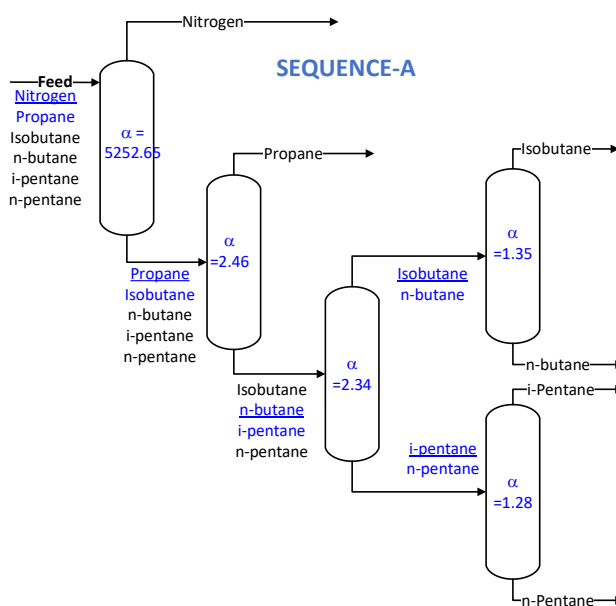 Nitrogen
SEQUENCE-A
Feed
Nitrogen
Propane
Isobutane
n-butane
i-pentane
n-pentane
α =
5252.65
Propane
Isobutane
α
=2.46
α
=1.35
Propane
Isobutane
n-butane
i-pentane
n-pentane
Isobutane
n-butane
Isobutane
n-butane
i-pentane
n-pentane
α
=2.34
n-butane
i-Pentane
i-pentane
n-pentane
α
=1.28
n-Pentane